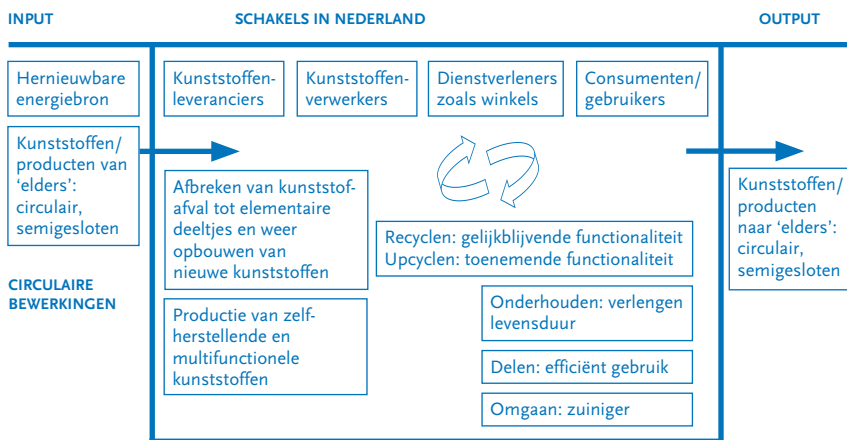 INPUT
SCHAKELS IN NEDERLAND
OUTPUT
Hernieuwbare
energiebron
Kunststoffen-
leveranciers
Kunststoffen-
verwerkers
Dienstverleners
zoals winkels
Consumenten/
gebruikers
Kunststoffen/
producten van
‘elders’:
circulair,
semigesloten
Afbreken van kunststof-
afval tot elementaire
deeltjes en weer
opbouwen van
nieuwe kunststoffen
Recyclen: gelijkblijvende functionaliteit
Upcyclen: toenemende functionaliteit
Kunststoffen/
producten
naar ‘elders’:
circulair,
semigesloten
CIRCULAIRE
BEWERKINGEN
Productie van zelf-
herstellende en
multifunctionele
kunststoffen
Onderhouden: verlengen
levensduur
Delen: efficiënt gebruik
Omgaan: zuiniger